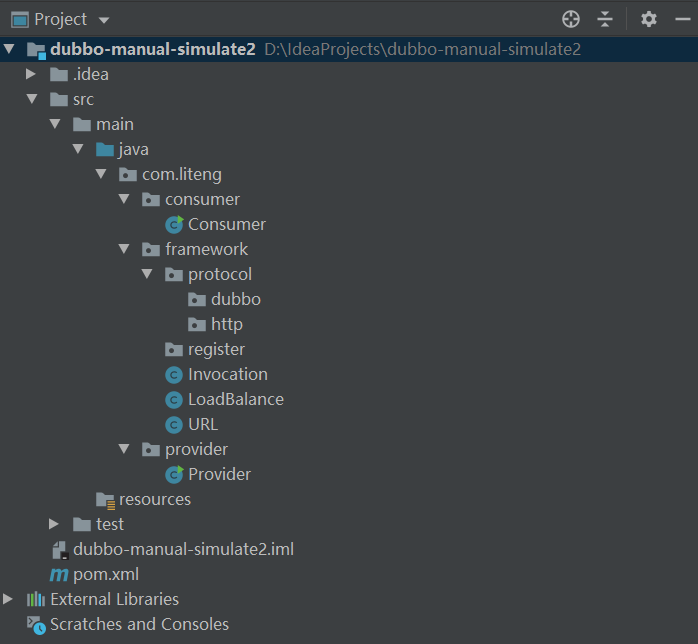 Project
dubbo-manual-simulate2 D:\IdeaProjects\dubbo-manual-simulate2
.idea
src
main
java
com.liteng
consumer
Consumer
framework
protocol
dubbo
http
register
Invocation
LoadBalance
URL
provider
Provider
resources
test
dubbo-manual-simulate2.iml
pom.xml
External Libraries
Scratches and Consoles